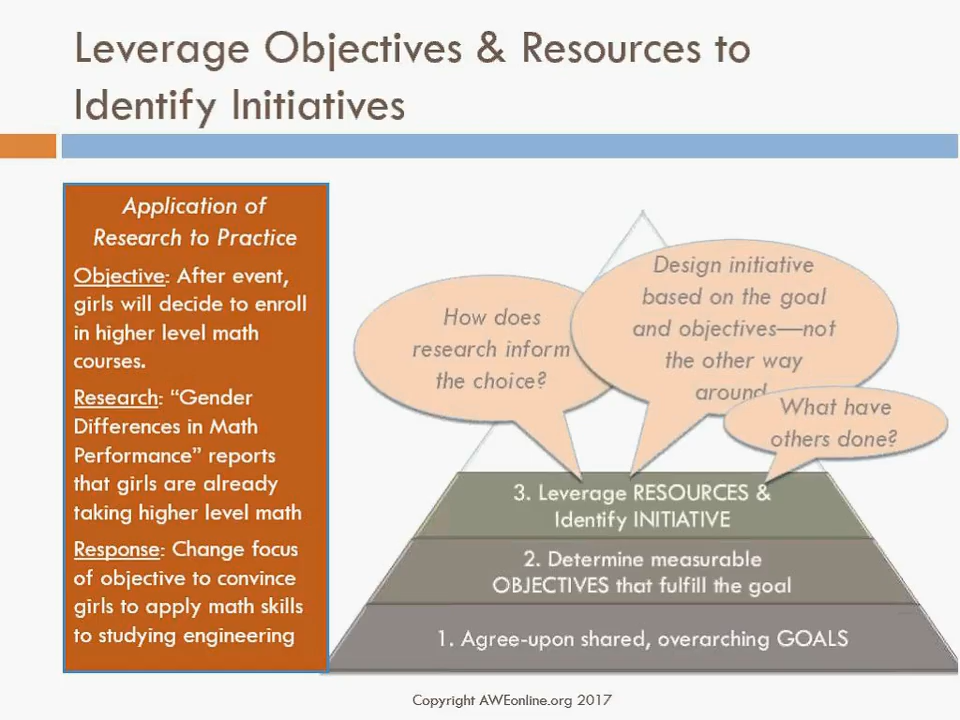 Leverage Objectives & Resources to
Identify Initiatives
Application of
Research to Practice
Objective: After event,
girls will decide to enroll
in higher level math
courses.
Research: “Gender
Differences in Math
Performance” reports
that girls are already
taking higher level math
Response: Change focus
of objective to convince
girls to apply math skills
to studying engineering
How does
research inform
the choice?
Design initiative
based on the goal
and objectives—not
the other way
around
What have
others done?
3. Leverage RESOURCES &
Identify INITIATIVE
2. Determine measurable
OBJECTIVES that fulfill the goal
1. Agree-upon shared, overarching GOALS
Copyright AWEonline.org 2017